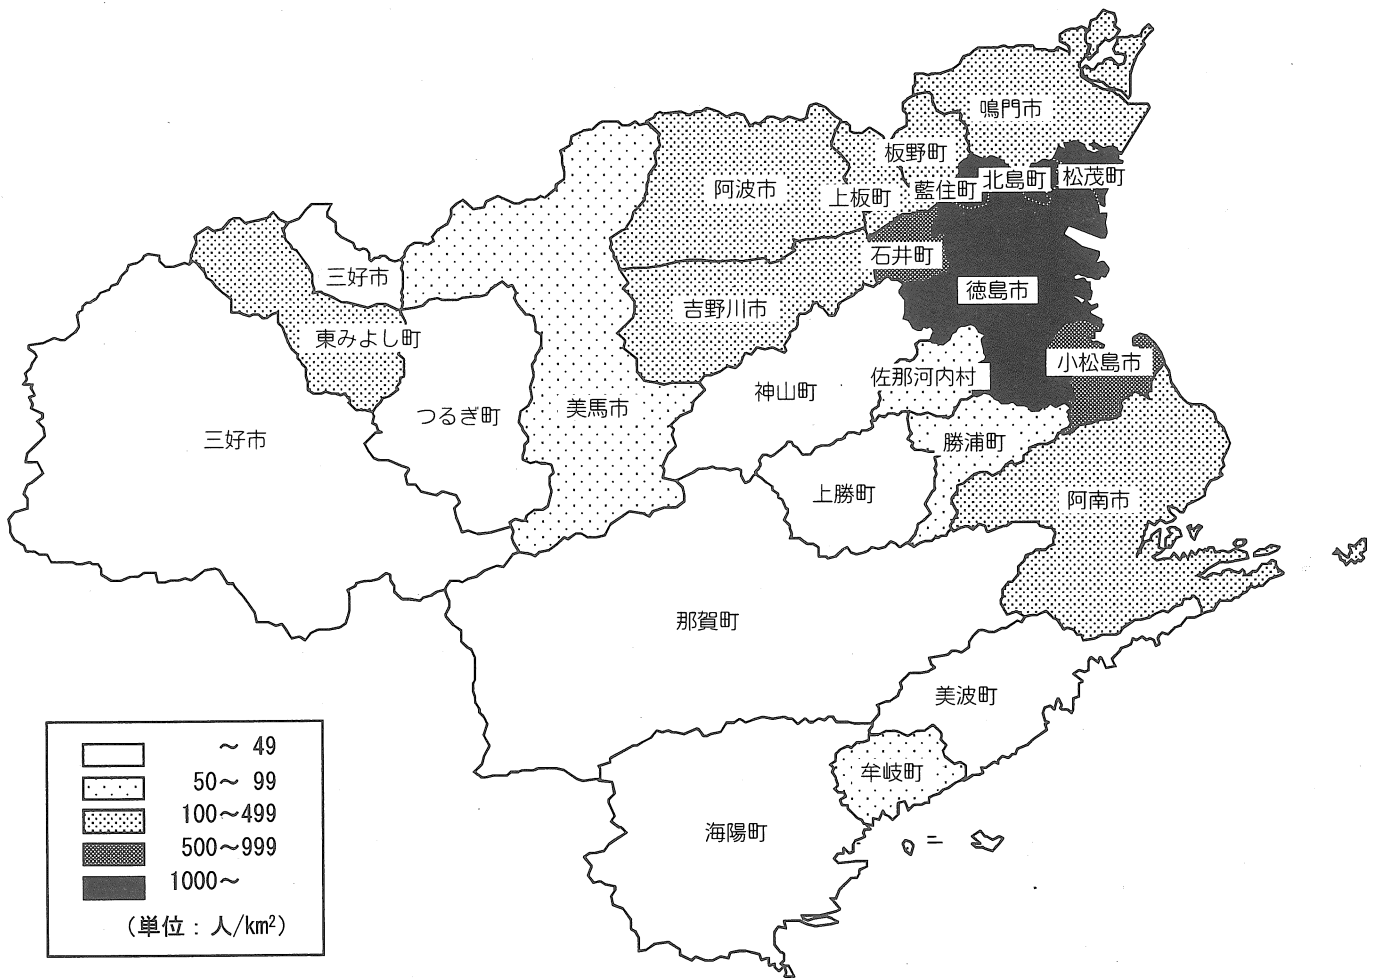 鳴門市
板野町
阿波市
上板町
藍住町
北島町
松茂町
石井町
三好市
徳島市
吉野川市
東みよし町
小松島市
佐那河内村
神山町
美馬市
つるぎ町
三好市
勝浦町
上勝町
阿南市
那賀町
美波町
牟岐町
海陽町
～ 49
50～ 99
100～499
500～999
1000～
（単位：人/km²）